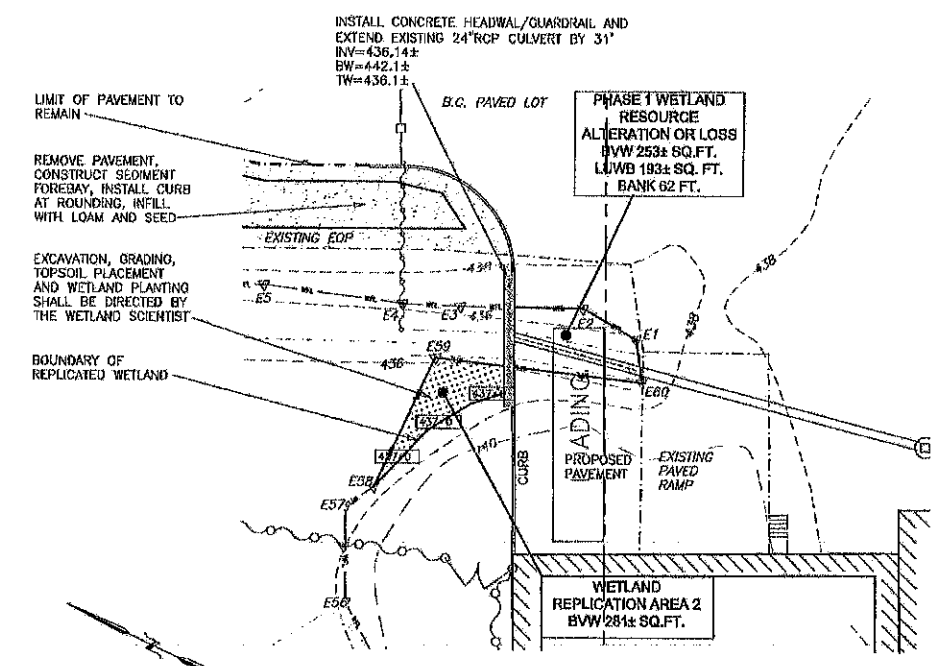 INSTALL CONCRETE HEADWAL/GUARDRAIL AND
EXTEND EXISTING 24"RCP CULVERT BY 31'
INV=436.14±
BW=442.1±
TW=436.1±
LIMIT OF PAVEMENT TO
REMAIN
B.C. PAVED LOT
PHASE 1 WETLAND
RESOURCE
ALTERATION OR LOSS
BVW 253± SQ.FT.
LUWB 193± SQ. FT.
BANK 62 FT.
REMOVE PAVEMENT,
CONSTRUCT SEDIMENT
FOREBAY, INSTALL CURB
AT ROUNDING, INFILL
WITH LOAM AND SEED
EXISTING EOP
EXCAVATION, GRADING,
TOPSOIL PLACEMENT
AND WETLAND PLANTING
SHALL BE DIRECTED BY
THE WETLAND SCIENTIST
438
438
438
E5
E4
E3
436
E2
E1
BOUNDARY OF
REPLICATED WETLAND
436
E59
E60
437.0
437.0
440
ADING
CURB
PROPOSED
PAVEMENT
EXISTING
PAVED
RAMP
E58
E57
E56
WETLAND
REPLICATION AREA 2
BVW 281± SQ.FT.
N